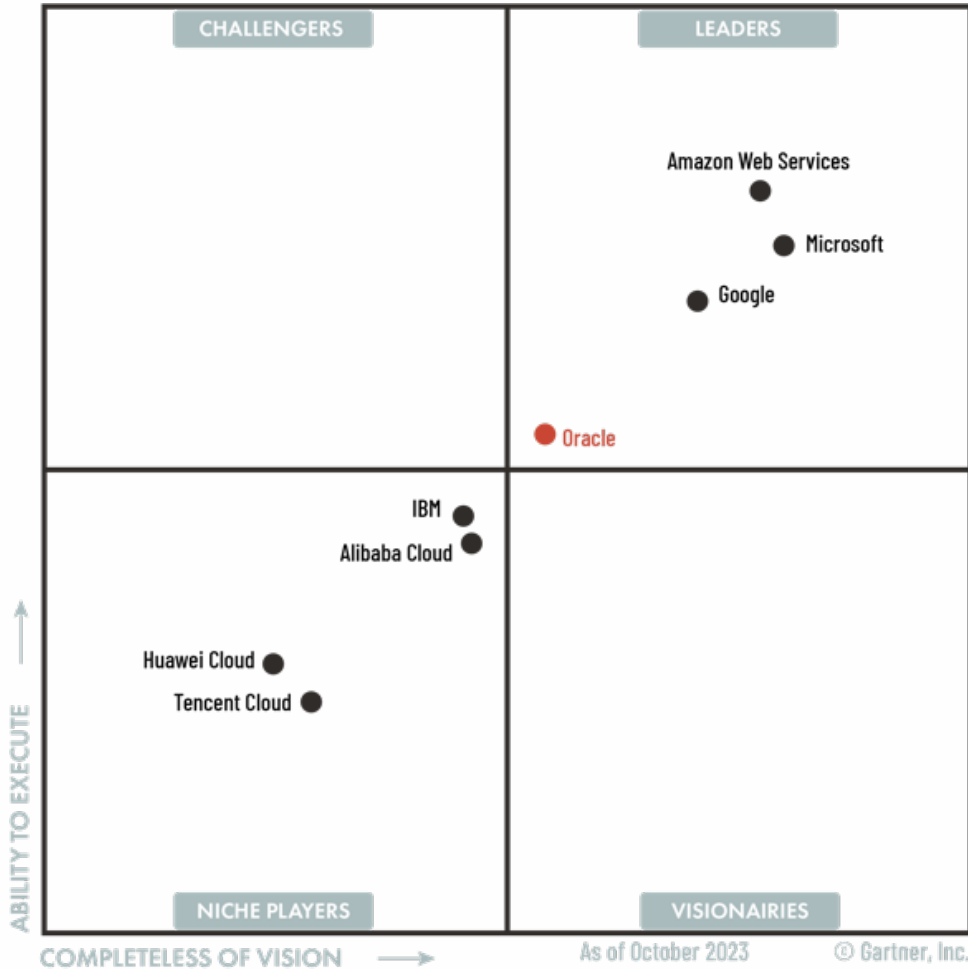 CHALLENGERS
LEADERS
Amazon Web Services
Microsoft
Google
Oracle
IBM
Alibaba Cloud
Huawei Cloud
Tencent Cloud
ABILITY TO EXECUTE
NICHE PLAYERS
VISIONAIRIES
COMPLETELESS OF VISION
As of October 2023
© Gartner, Inc.